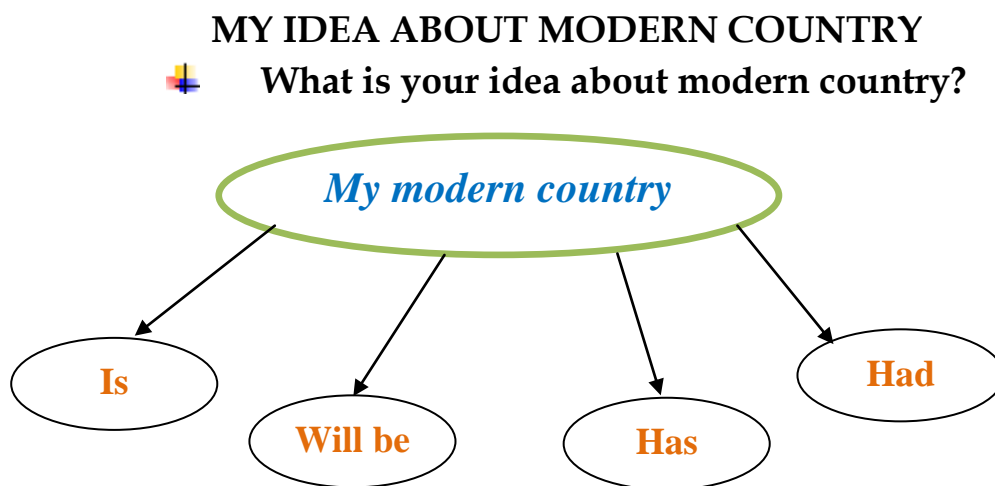 MY IDEA ABOUT MODERN COUNTRY
What is your idea about modern country?
My modern country
Is
Will be
Has
Had